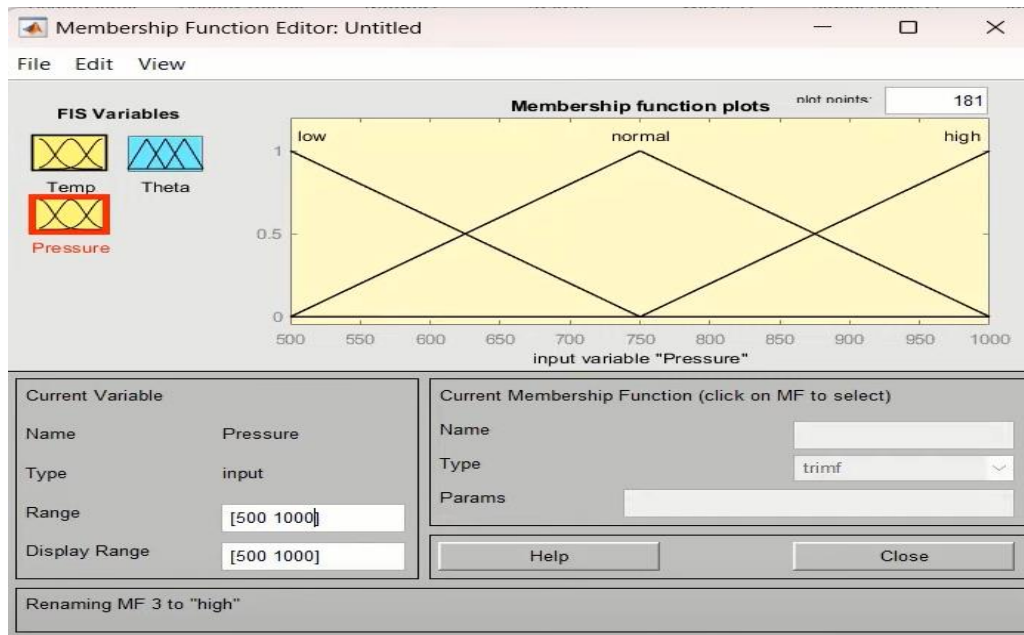 Membership Function Editor: Untitled
File Edit View
FIS Variables
Temp
Theta
Pressure
Membership function plots
plot points:
181
low
normal
high
1
0.5
0
500 550 600 650 700 750 800 850 900 950 1000
input variable "Pressure"
Current Variable
Name Pressure
Type input
Range [500 1000]
Display Range [500 1000]
Current Membership Function (click on MF to select)
Name
Type trimf
Params
Help
Close
Renaming MF 3 to "high"